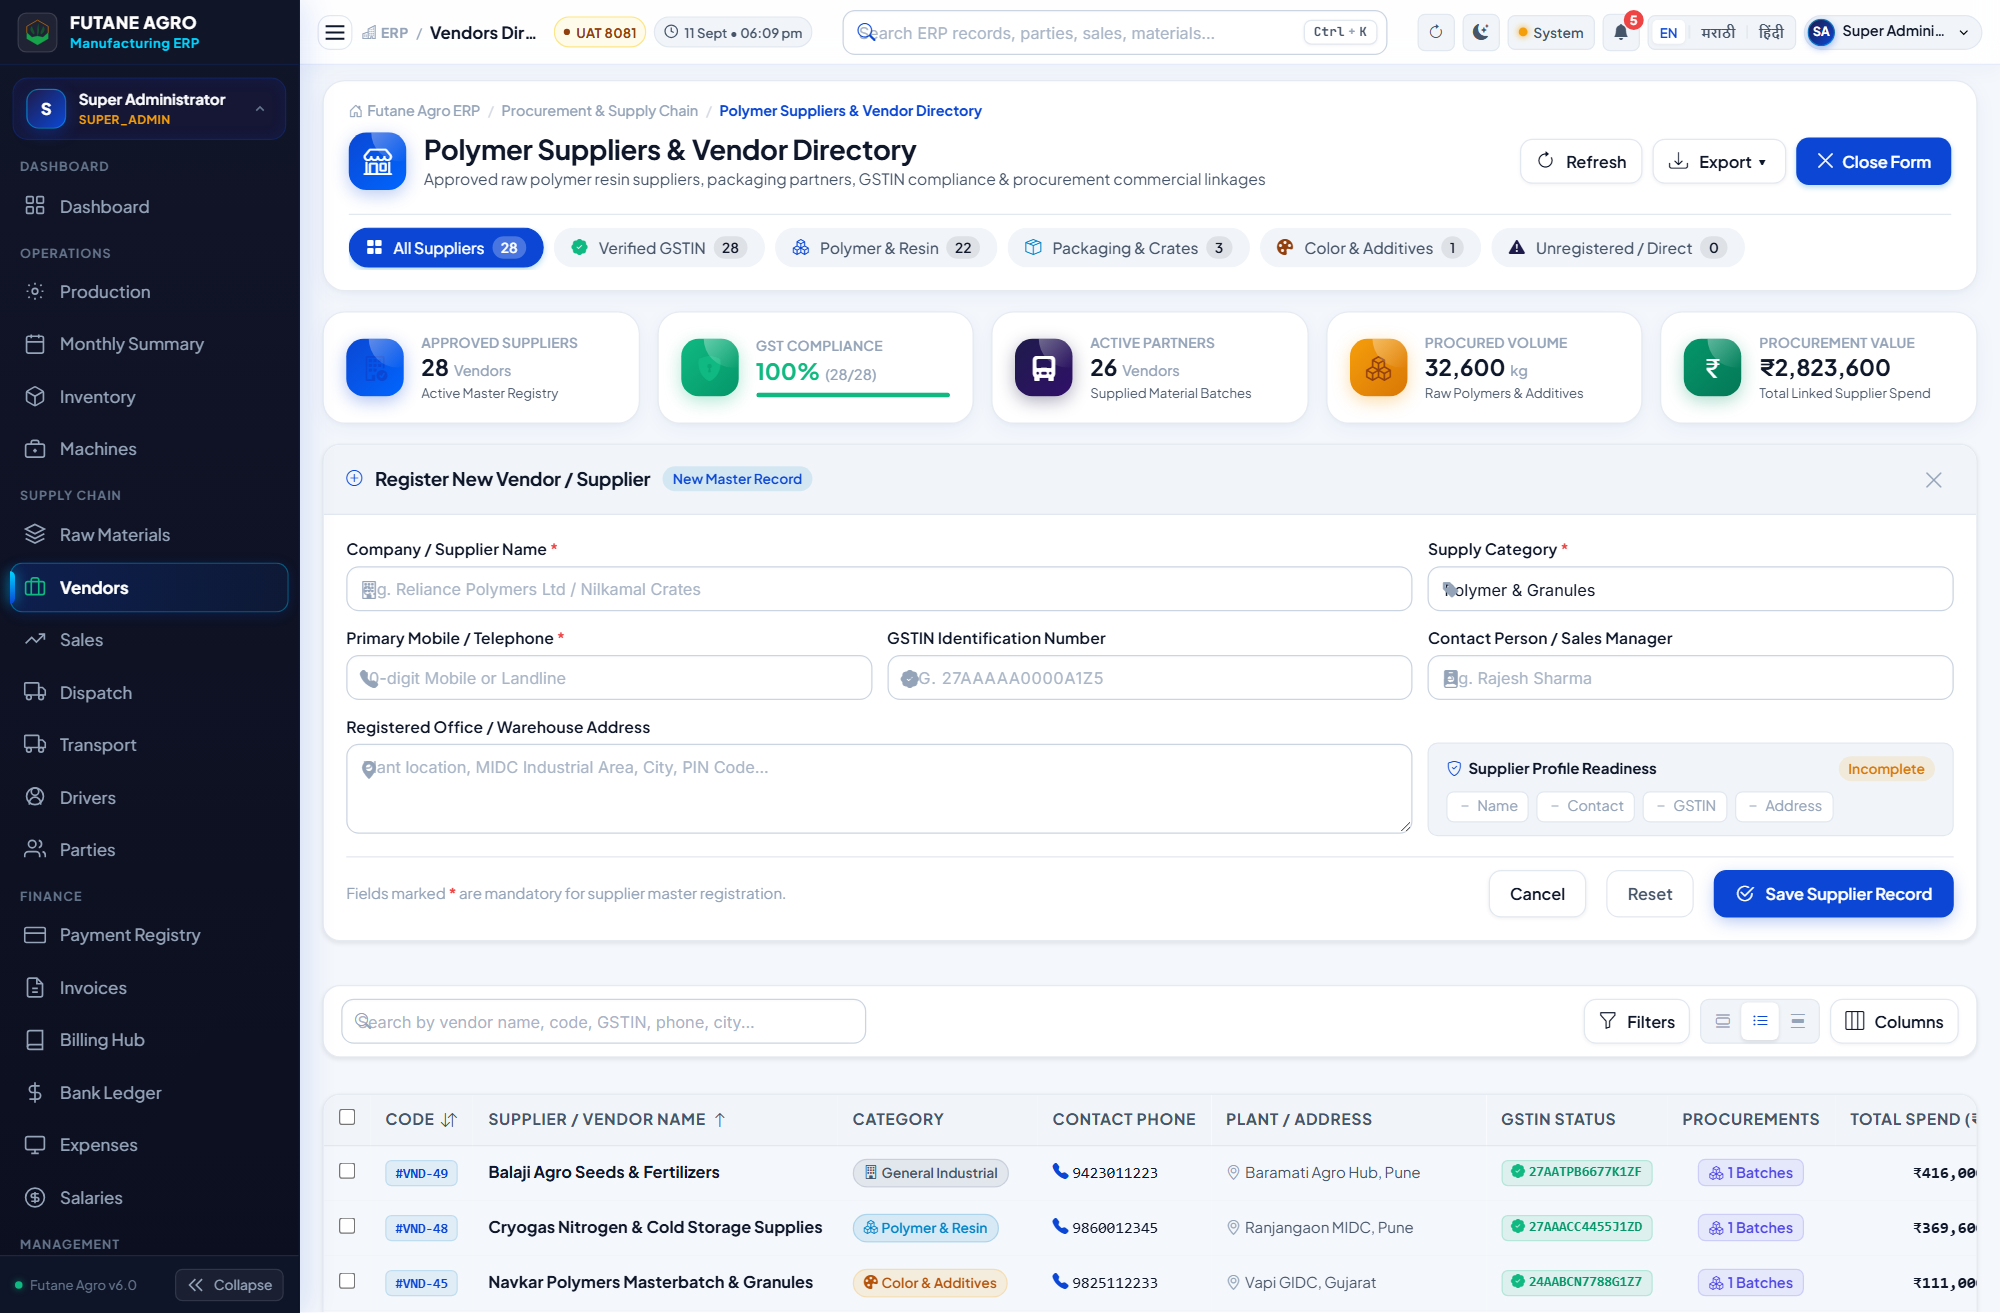 FUTANE AGRO
Manufacturing ERP
S
Super Administrator
SUPER_ADMIN
DASHBOARD
Dashboard
OPERATIONS
Production
Monthly Summary
Inventory
Machines
SUPPLY CHAIN
Raw Materials
Vendors
Sales
Dispatch
Transport
Drivers
Parties
FINANCE
Payment Registry
Invoices
Billing Hub
Bank Ledger
Expenses
Salaries
MANAGEMENT
Futane Agro v6.0
Collapse
ERP / Vendors Dir...
UAT 8081
11 Sept • 06:09 pm
Search ERP records, parties, sales, materials...
Ctrl + K
System
5
EN मराठी हिंदी
SA Super Admini...
Futane Agro ERP / Procurement & Supply Chain / Polymer Suppliers & Vendor Directory
Polymer Suppliers & Vendor Directory
Approved raw polymer resin suppliers, packaging partners, GSTIN compliance & procurement commercial linkages
Refresh
Export ▾
Close Form
All Suppliers 28
Verified GSTIN 28
Polymer & Resin 22
Packaging & Crates 3
Color & Additives 1
Unregistered / Direct 0
APPROVED SUPPLIERS
28 Vendors
Active Master Registry
GST COMPLIANCE
100% (28/28)
ACTIVE PARTNERS
26 Vendors
Supplied Material Batches
PROCURED VOLUME
32,600 kg
Raw Polymers & Additives
₹
PROCUREMENT VALUE
₹2,823,600
Total Linked Supplier Spend
Register New Vendor / Supplier
New Master Record
Company / Supplier Name *
g. Reliance Polymers Ltd / Nilkamal Crates
Supply Category *
Polymer & Granules
Primary Mobile / Telephone *
0-digit Mobile or Landline
GSTIN Identification Number
G. 27AAAAA0000A1Z5
Contact Person / Sales Manager
g. Rajesh Sharma
Registered Office / Warehouse Address
lant location, MIDC Industrial Area, City, PIN Code...
Supplier Profile Readiness
Incomplete
– Name
– Contact
– GSTIN
– Address
Fields marked * are mandatory for supplier master registration.
Cancel
Reset
Save Supplier Record
Search by vendor name, code, GSTIN, phone, city...
Filters
Columns
CODE SUPPLIER / VENDOR NAME ↑ CATEGORY CONTACT PHONE PLANT / ADDRESS GSTIN STATUS PROCUREMENTS TOTAL SPEND (₹
#VND-49 Balaji Agro Seeds & Fertilizers General Industrial 9423011223 Baramati Agro Hub, Pune 27AATPB6677K1ZF 1 Batches ₹416,00
#VND-48 Cryogas Nitrogen & Cold Storage Supplies Polymer & Resin 9860012345 Ranjangaon MIDC, Pune 27AAACC4455J1ZD 1 Batches ₹369,60
#VND-45 Navkar Polymers Masterbatch & Granules Color & Additives 9825112233 Vapi GIDC, Gujarat 24AABCN7788G1Z7 1 Batches ₹111,00